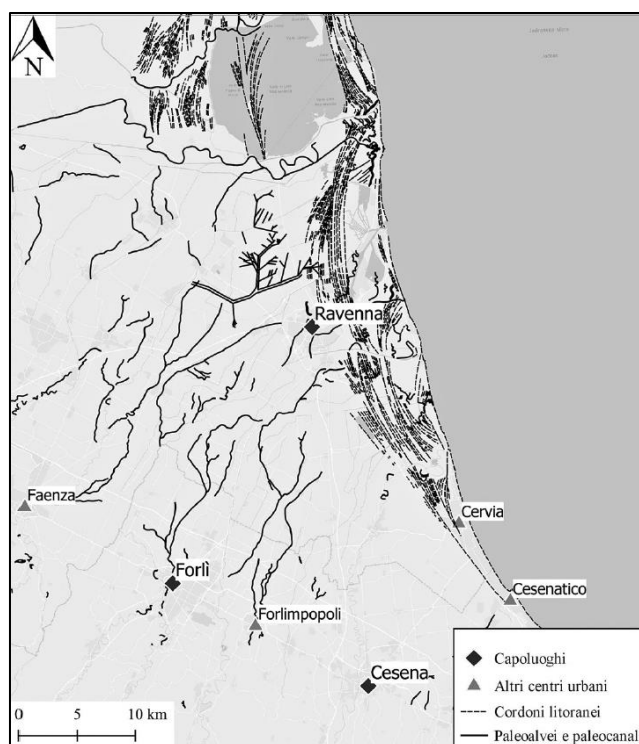 N
Ravenna
Faenza
Cervia
Forlì
Cesenatico
Forlimpopoli
Cesena
0 5 10 km
Capoluoghi
Altri centri urbani
Cordoni litoranei
Paleoalvei e paleocanal